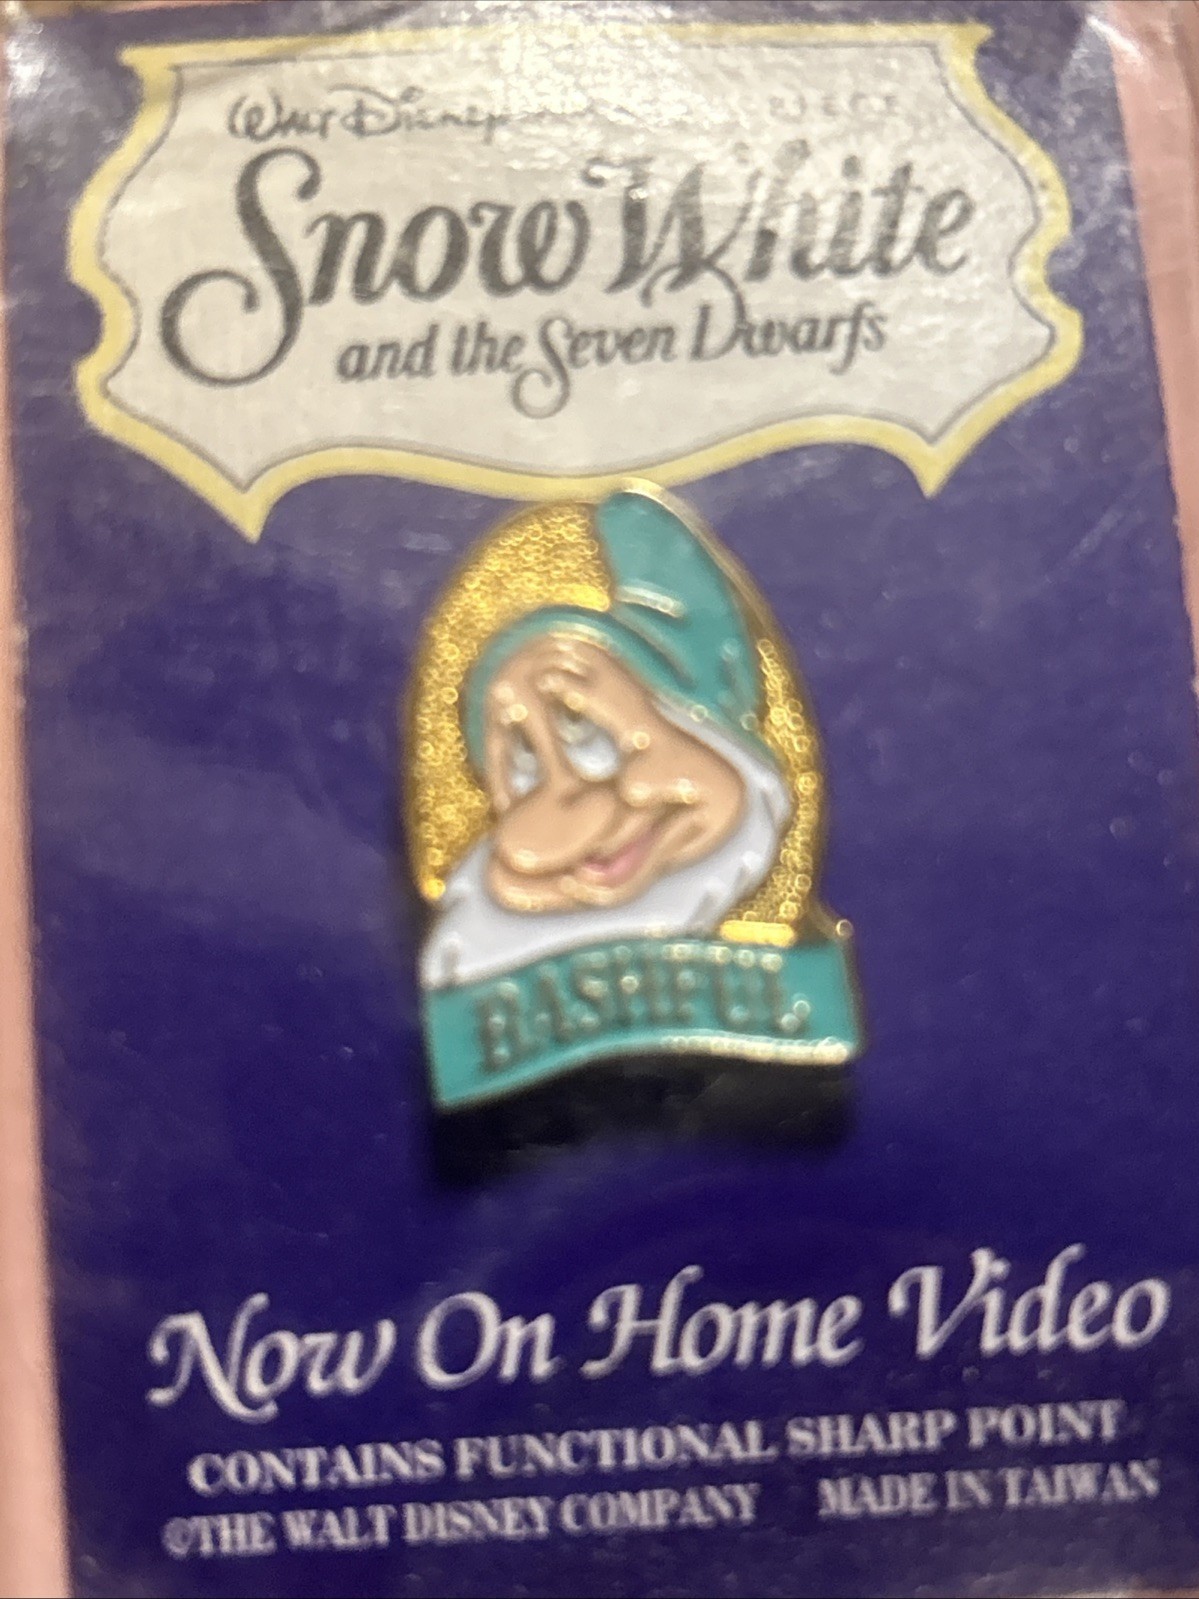 Walt Disney
Snow White
and the Seven Dwarfs
BASHFUL
Now On Home Video
CONTAINS FUNCTIONAL SHARP POINT
©THE WALT DISNEY COMPANY MADE IN TAIWAN